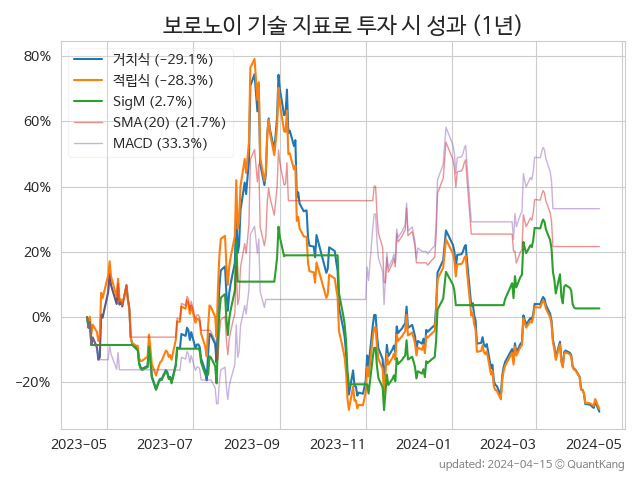 보로노이 기술 지표로 투자 시 성과 (1년)
거치식 (−29.1%)
적립식 (−28.3%)
SigM (2.7%)
SMA(20) (21.7%)
MACD (33.3%)
80%
60%
40%
20%
0%
−20%
2023-05 2023-07 2023-09 2023-11 2024-01 2024-03 2024-05
updated: 2024-04-15 © QuantKang